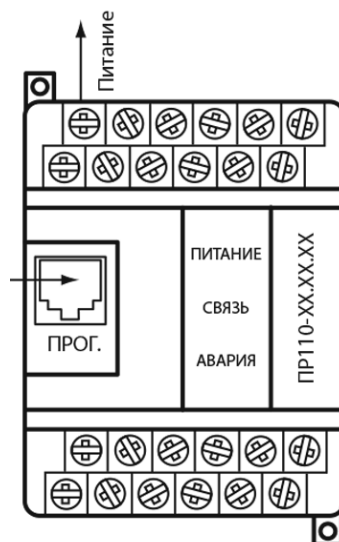 Питание
ПИТАНИЕ
СВЯЗЬ
АВАРИЯ
ПРОГ.
ПР110-ХХ.ХХ.ХХ